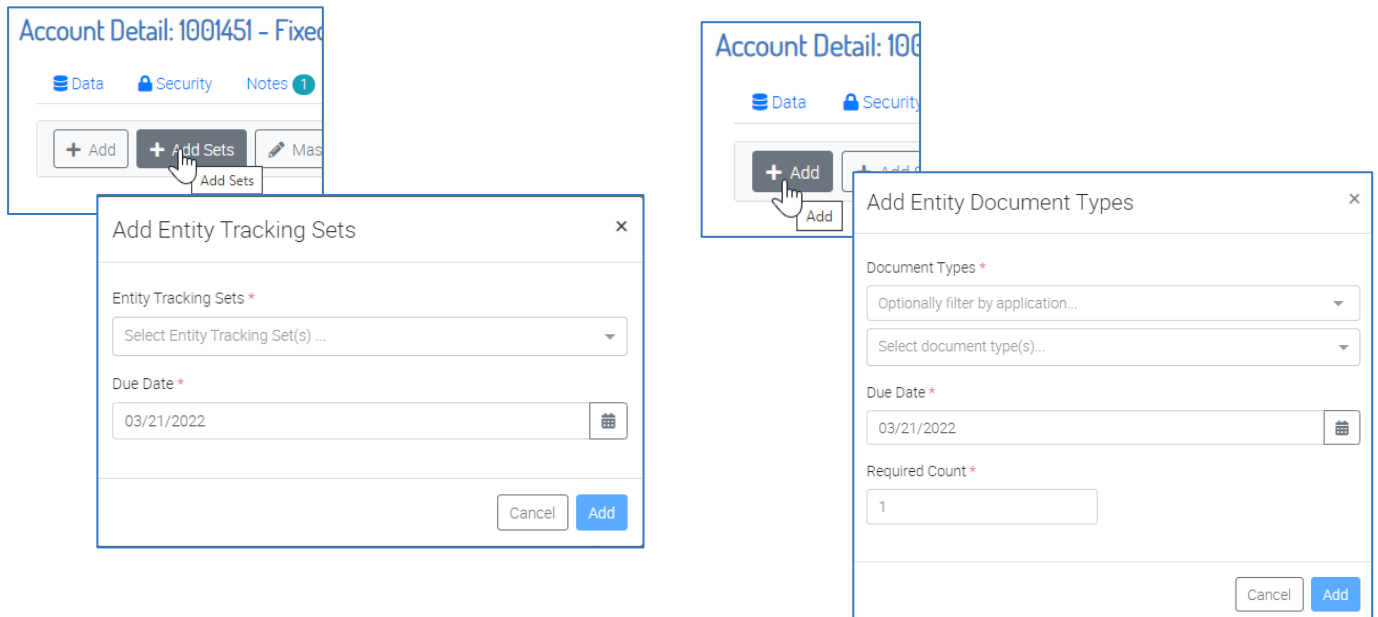 Account Detail: 1001451 - Fixed
Data Security Notes 1
+ Add + Add Sets Mas
Add Sets
Add Entity Tracking Sets ×
Entity Tracking Sets *
Select Entity Tracking Set(s) ...
Due Date *
03/21/2022
Cancel Add
Account Detail: 100
Data Security
+ Add + Add S
Add
Add Entity Document Types ×
Document Types *
Optionally filter by application...
Select document type(s)...
Due Date *
03/21/2022
Required Count *
1
Cancel Add